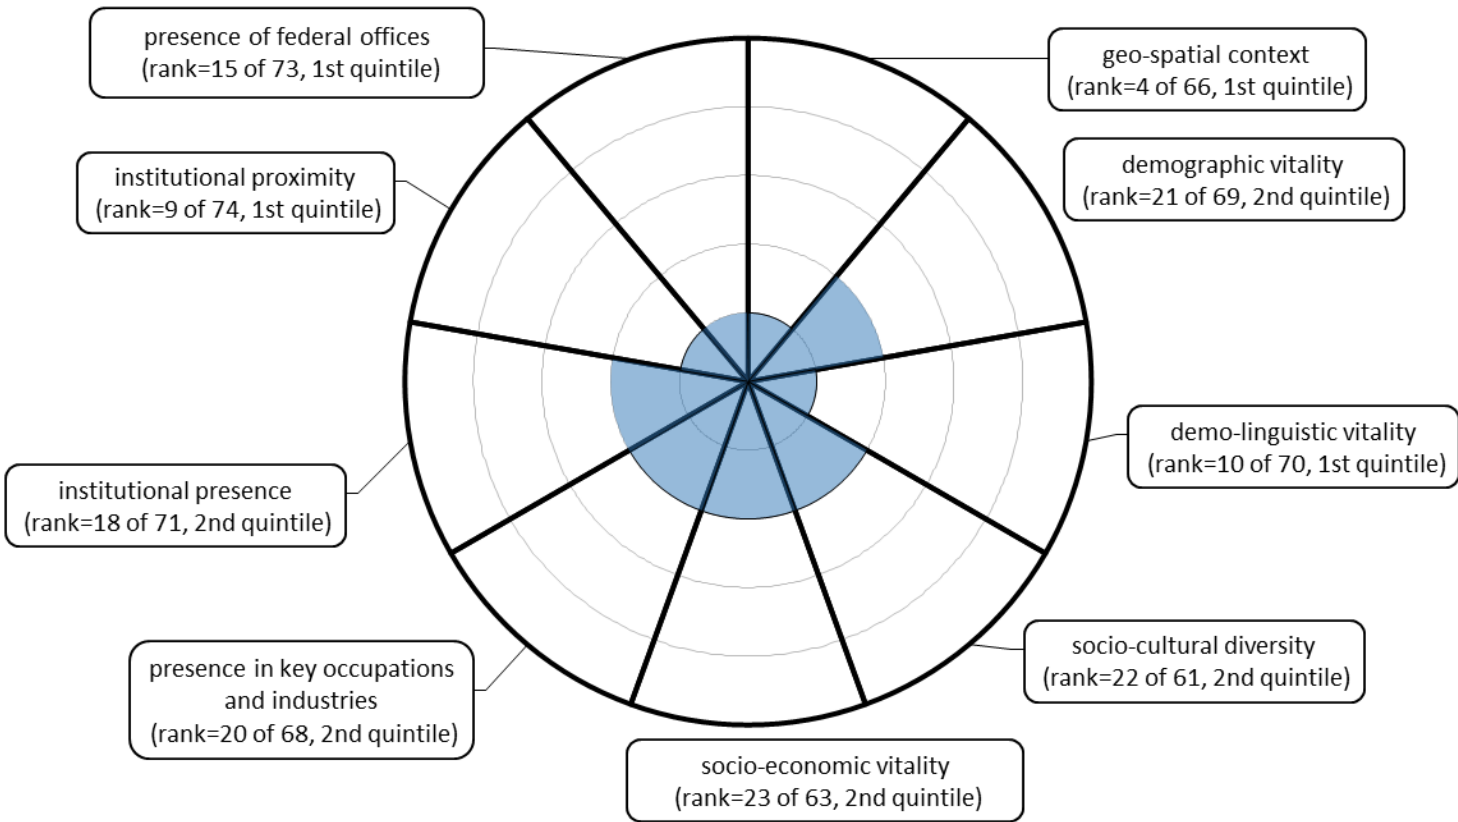 presence of federal offices
(rank=15 of 73, 1st quintile)
geo-spatial context
(rank=4 of 66, 1st quintile)
institutional proximity
(rank=9 of 74, 1st quintile)
demographic vitality
(rank=21 of 69, 2nd quintile)
demo-linguistic vitality
(rank=10 of 70, 1st quintile)
institutional presence
(rank=18 of 71, 2nd quintile)
socio-cultural diversity
(rank=22 of 61, 2nd quintile)
presence in key occupations
and industries
(rank=20 of 68, 2nd quintile)
socio-economic vitality
(rank=23 of 63, 2nd quintile)